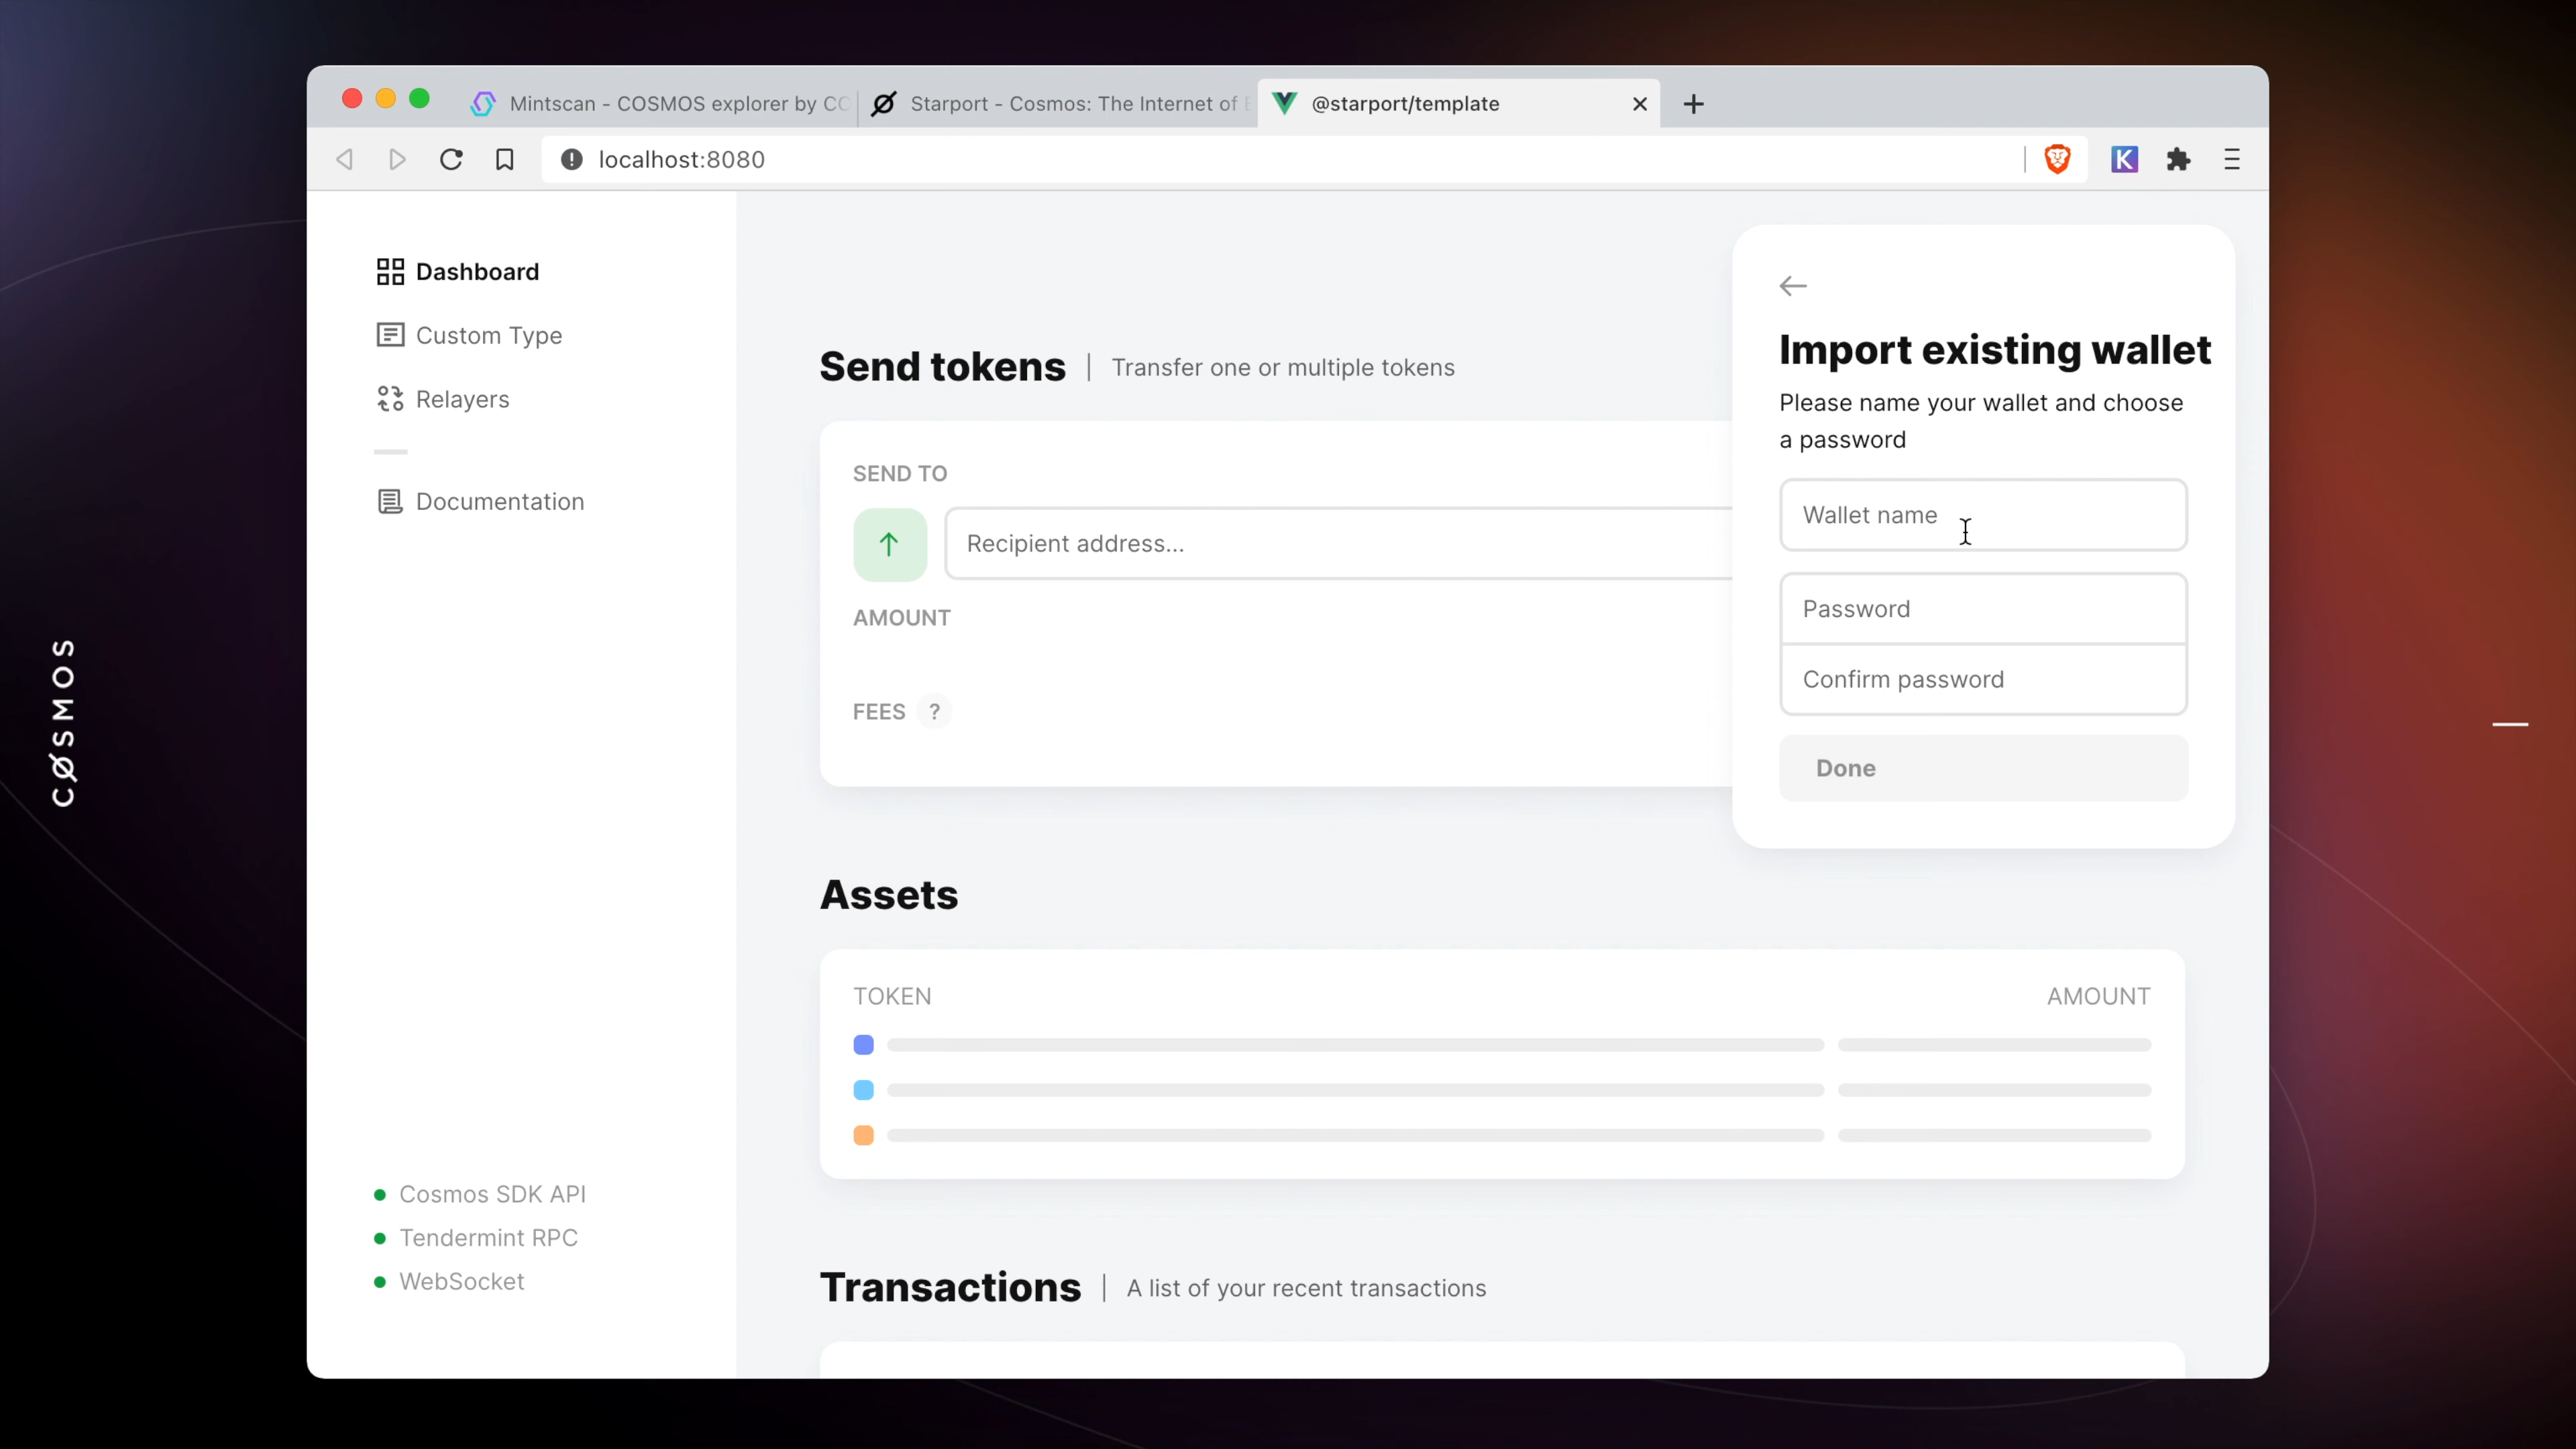 Mintscan - COSMOS explorer by CO
Starport - Cosmos: The Internet of B
@starport/template
localhost:8080
Dashboard
Custom Type
Relayers
Documentation
Cosmos SDK API
Tendermint RPC
WebSocket
Send tokens | Transfer one or multiple tokens
SEND TO
Recipient address...
AMOUNT
FEES ?
Import existing wallet
Please name your wallet and choose
a password
Wallet name
Password
Confirm password
Done
Assets
TOKEN AMOUNT
Transactions | A list of your recent transactions
CØSMOS